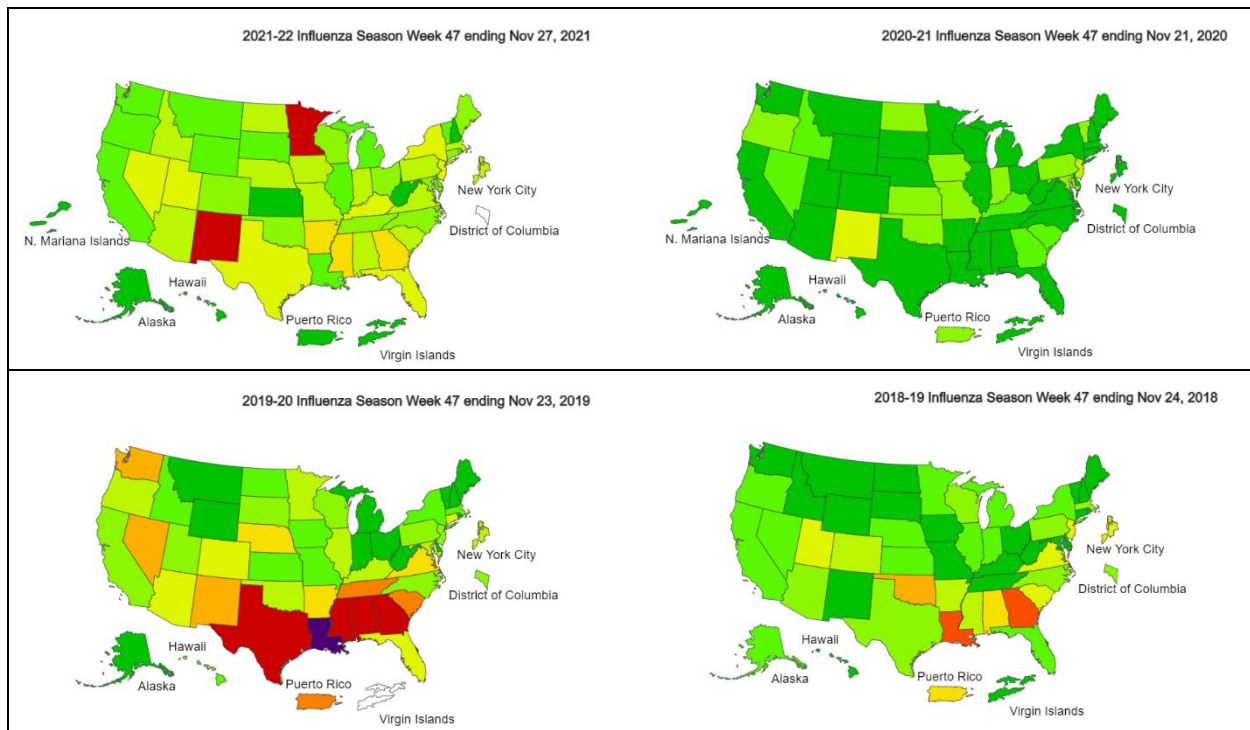 2021-22 Influenza Season Week 47 ending Nov 27, 2021
New York City
District of Columbia
N. Mariana Islands
Hawaii
Alaska
Puerto Rico
Virgin Islands
2020-21 Influenza Season Week 47 ending Nov 21, 2020
New York City
District of Columbia
N. Mariana Islands
Hawaii
Alaska
Puerto Rico
Virgin Islands
2019-20 Influenza Season Week 47 ending Nov 23, 2019
New York City
District of Columbia
Hawaii
Alaska
Puerto Rico
Virgin Islands
2018-19 Influenza Season Week 47 ending Nov 24, 2018
New York City
District of Columbia
Hawaii
Alaska
Puerto Rico
Virgin Islands